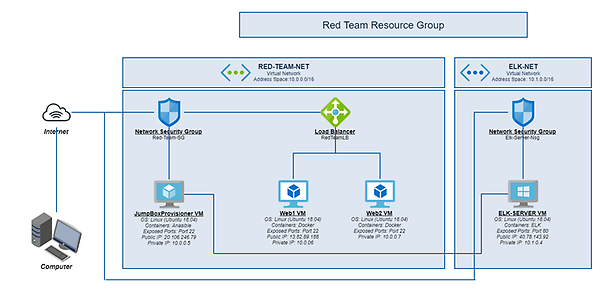 Red Team Resource Group
RED-TEAM-NET
Virtual Network
Address Space 10.0.0.0/16
ELK-NET
Virtual Network
Address Space: 10.1.0.0/16
Internet
Network Security Group
Red-Team-SG
Load Balancer
RedTeamLB
Network Security Group
Elk-Server-Nsg
JumpBoxProvisioner VM
OS: Linux (Ubuntu 18.04)
Containers: Ansible
Exposed Ports: Port 22
Public IP: 20.106.246.79
Private IP: 10.0.0.5
Web1 VM
OS: Linux (Ubuntu 18.04)
Containers: Docker
Exposed Ports: Port 22
Public IP: 13.82.89.188
Private IP: 10.0.06
Web2 VM
OS: Linux (Ubuntu 18.04)
Containers: Docker
Exposed Ports: Port 22
Private IP: 10.0.0.7
ELK-SERVER VM
OS: Linux (Ubuntu 18.04)
Containers: ELK
Exposed Ports: Port 80
Public IP: 40.78.143.92
Private IP: 10.1.0.4
Computer